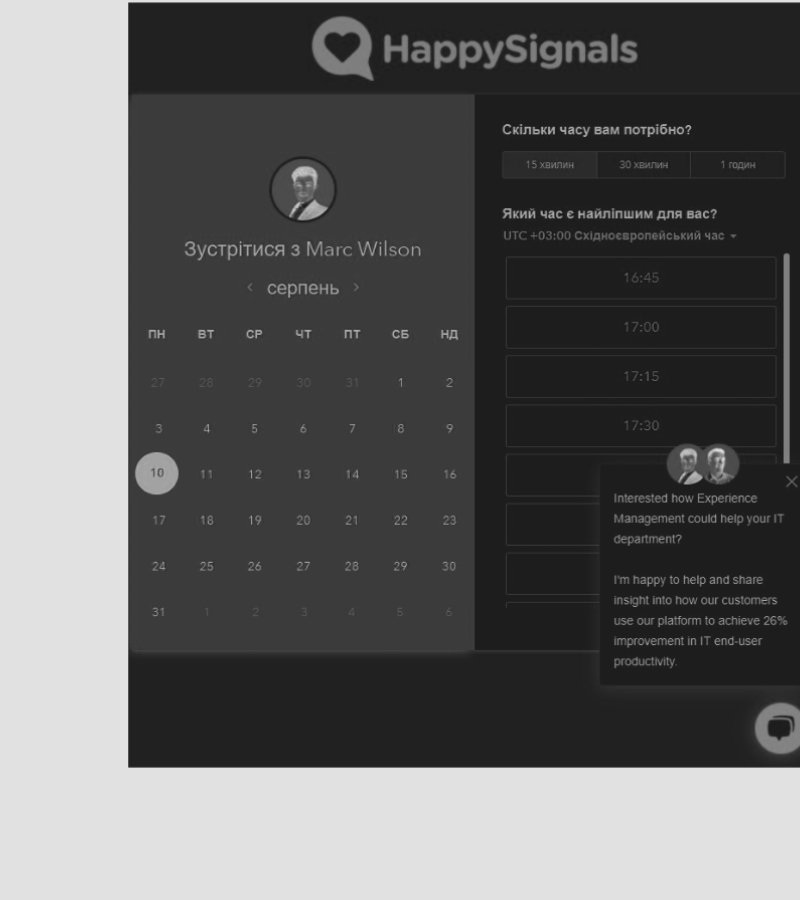 HappySignals
Зустрітися з Marc Wilson
серпень
ПН ВТ СР ЧТ ПТ СБ НД
27 28 29 30 31 1 2
3 4 5 6 7 8 9
10 11 12 13 14 15 16
17 18 19 20 21 22 23
24 25 26 27 28 29 30
31 1 2 3 4 5 6
Скільки часу вам потрібно?
15 хвилин 30 хвилин 1 годин
Який час є найліпшим для вас?
UTC +03:00 Східноєвропейський час
16:45
17:00
17:15
17:30
Interested how Experience
Management could help your IT
department?
I'm happy to help and share
insight into how our customers
use our platform to achieve 26%
improvement in IT end-user
productivity.